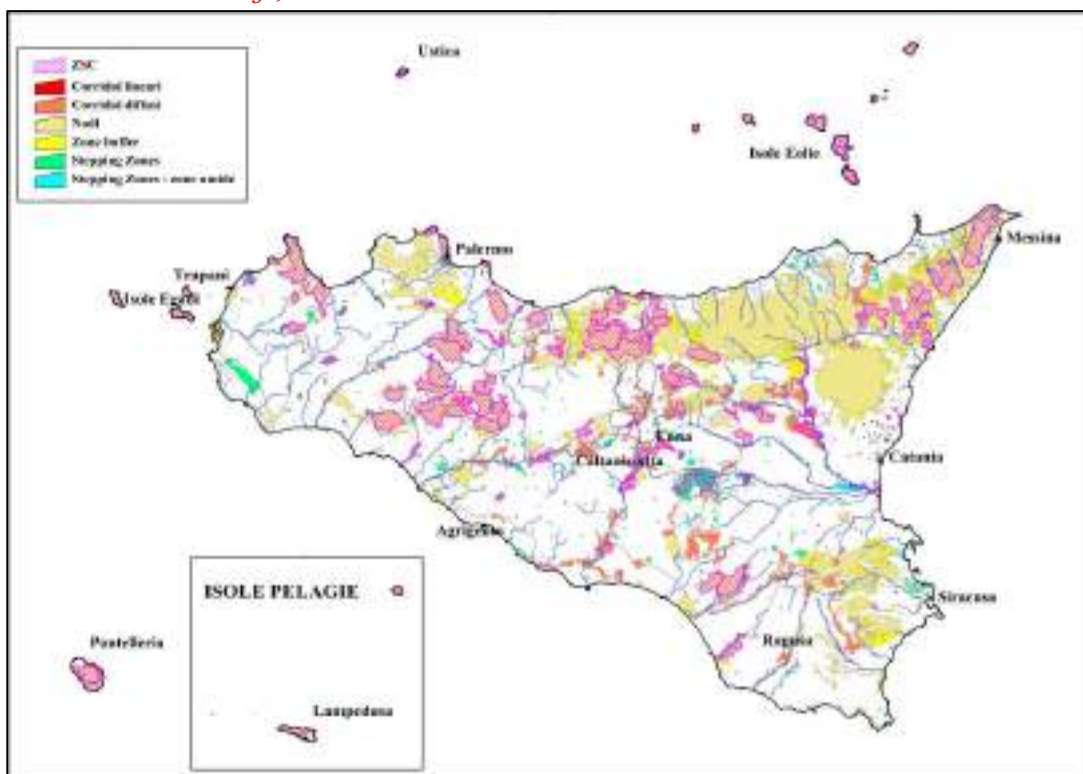 Ustica
ZSC
Corridoi lineari
Corridoi diffusi
Nodi
Zone buffer
Stepping Zones
Stepping Zones - zone umide
Isole Eolie
Messina
Palermo
Trapani
Isole Egadi
Enna
Caltanissetta
Catania
Agrigento
ISOLE PELAGIE
Siracusa
Ragusa
Pantelleria
Lampedusa